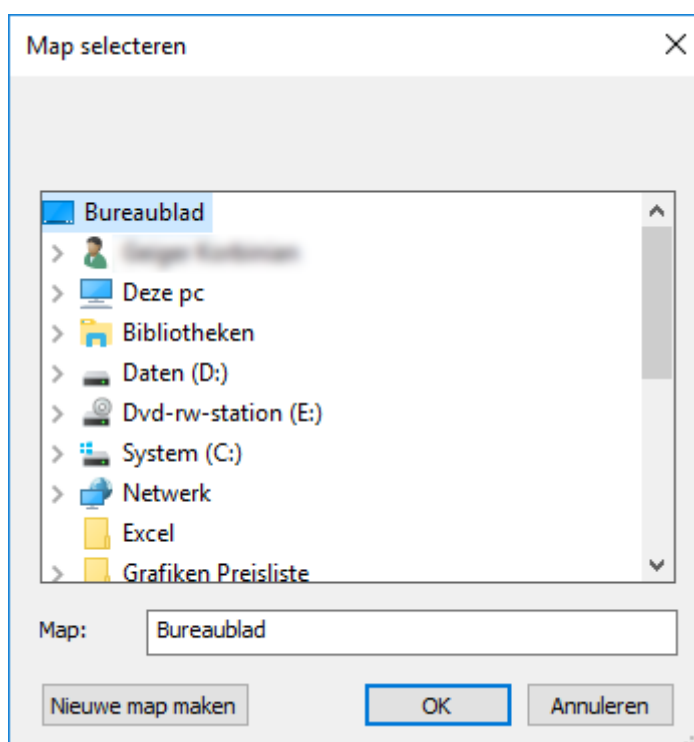 Map selecteren
Bureaublad
Deze pc
Bibliotheken
Daten (D:)
Dvd-rw-station (E:)
System (C:)
Netwerk
Excel
Grafiken Preisliste
Map:
Bureaublad
Nieuwe map maken
OK
Annuleren